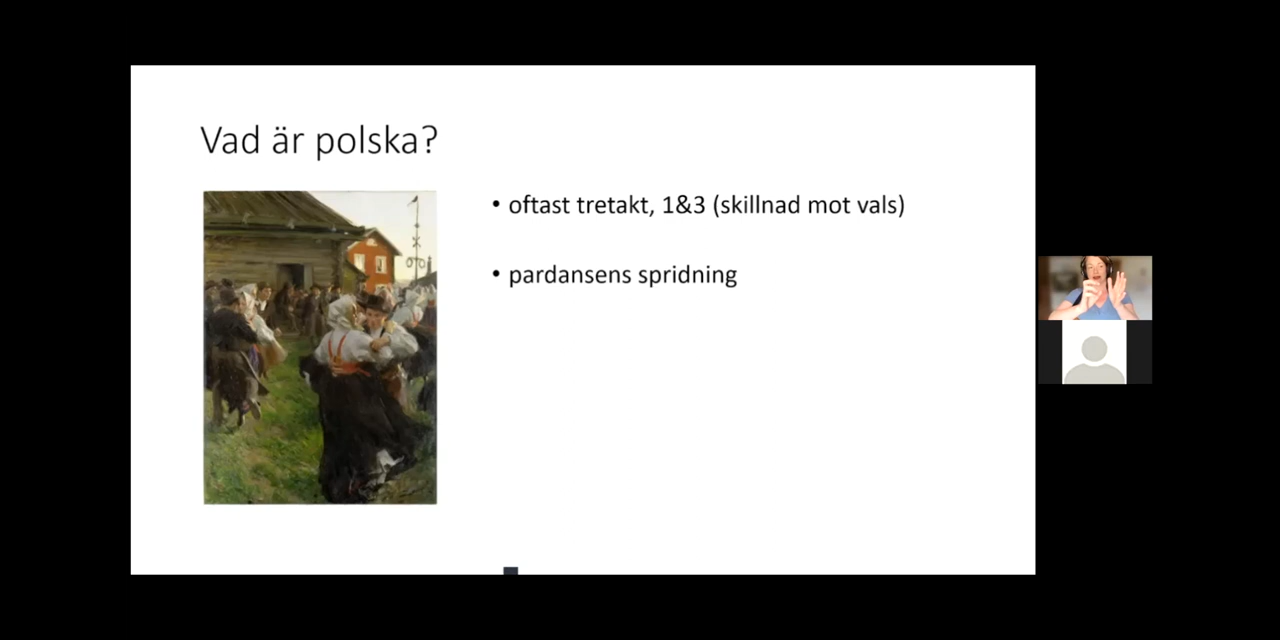 Vad är polska?
• oftast tretakt, 1&3 (skillnad mot vals)
• pardansens spridning